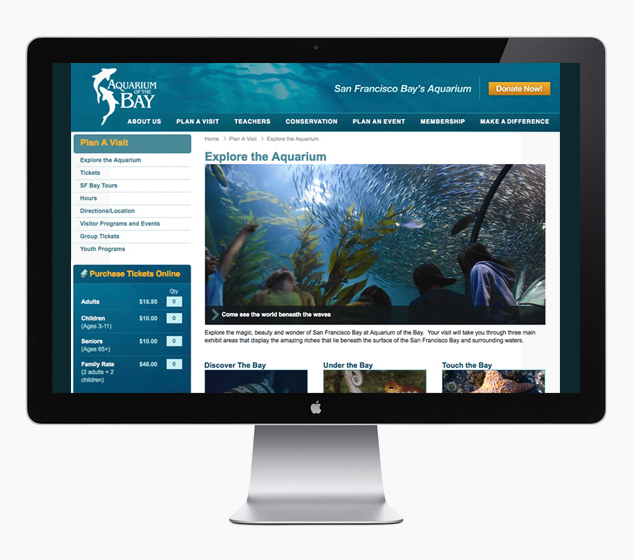 AQUARIUM
OF THE
BAY
San Francisco Bay's Aquarium
Donate Now!
ABOUT US PLAN A VISIT TEACHERS CONSERVATION PLAN AN EVENT MEMBERSHIP MAKE A DIFFERENCE
Plan A Visit
Explore the Aquarium
Tickets
SF Bay Tours
Hours
Directions/Location
Visitor Programs and Events
Group Tickets
Youth Programs
Purchase Tickets Online
Qty
Adults $16.95 0
Children $10.00 0
(Ages 3-11)
Seniors $10.00 0
(Ages 65+)
Family Rate $46.00 0
(2 adults + 2
children)
Home > Plan A Visit > Explore the Aquarium
Explore the Aquarium
Come see the world beneath the waves
Explore the magic, beauty and wonder of San Francisco Bay at Aquarium of the Bay. Your visit will take you through three main
exhibit areas that display the amazing riches that lie beneath the surface of the San Francisco Bay and surrounding waters.
Discover The Bay Under the Bay Touch the Bay